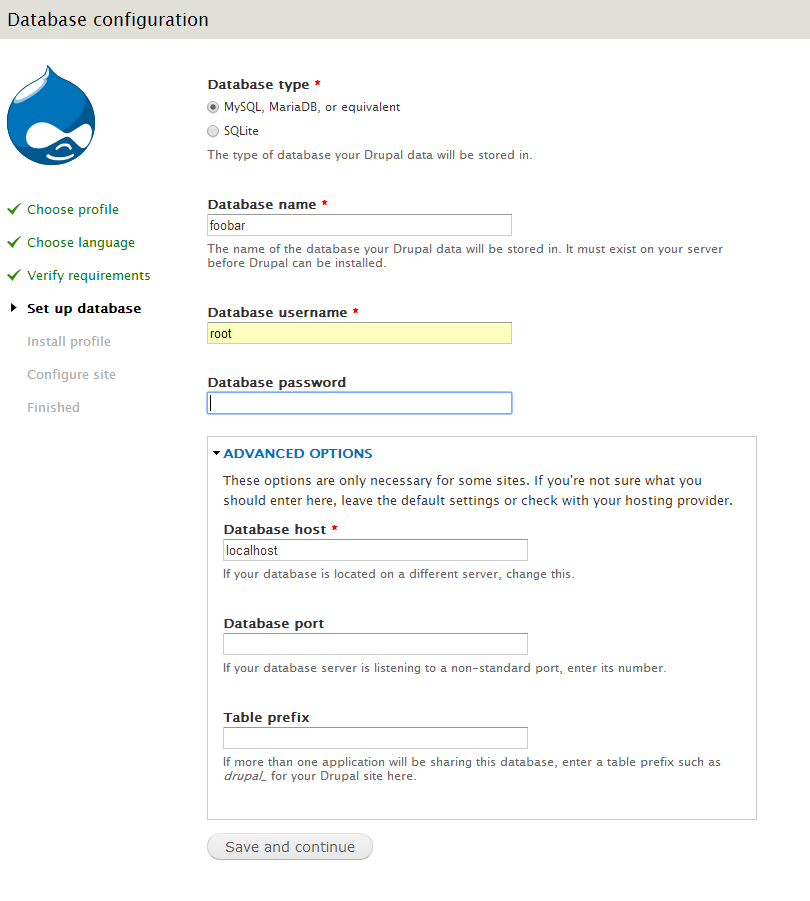 Database configuration
Choose profile
Choose language
Verify requirements
Set up database
Install profile
Configure site
Finished
Database type *
MySQL, MariaDB, or equivalent
SQLite
The type of database your Drupal data will be stored in.
Database name *
foobar
The name of the database your Drupal data will be stored in. It must exist on your server
before Drupal can be installed.
Database username *
root
Database password
ADVANCED OPTIONS
These options are only necessary for some sites. If you're not sure what you
should enter here, leave the default settings or check with your hosting provider.
Database host *
localhost
If your database is located on a different server, change this.
Database port
If your database server is listening to a non-standard port, enter its number.
Table prefix
If more than one application will be sharing this database, enter a table prefix such as
drupal_ for your Drupal site here.
Save and continue